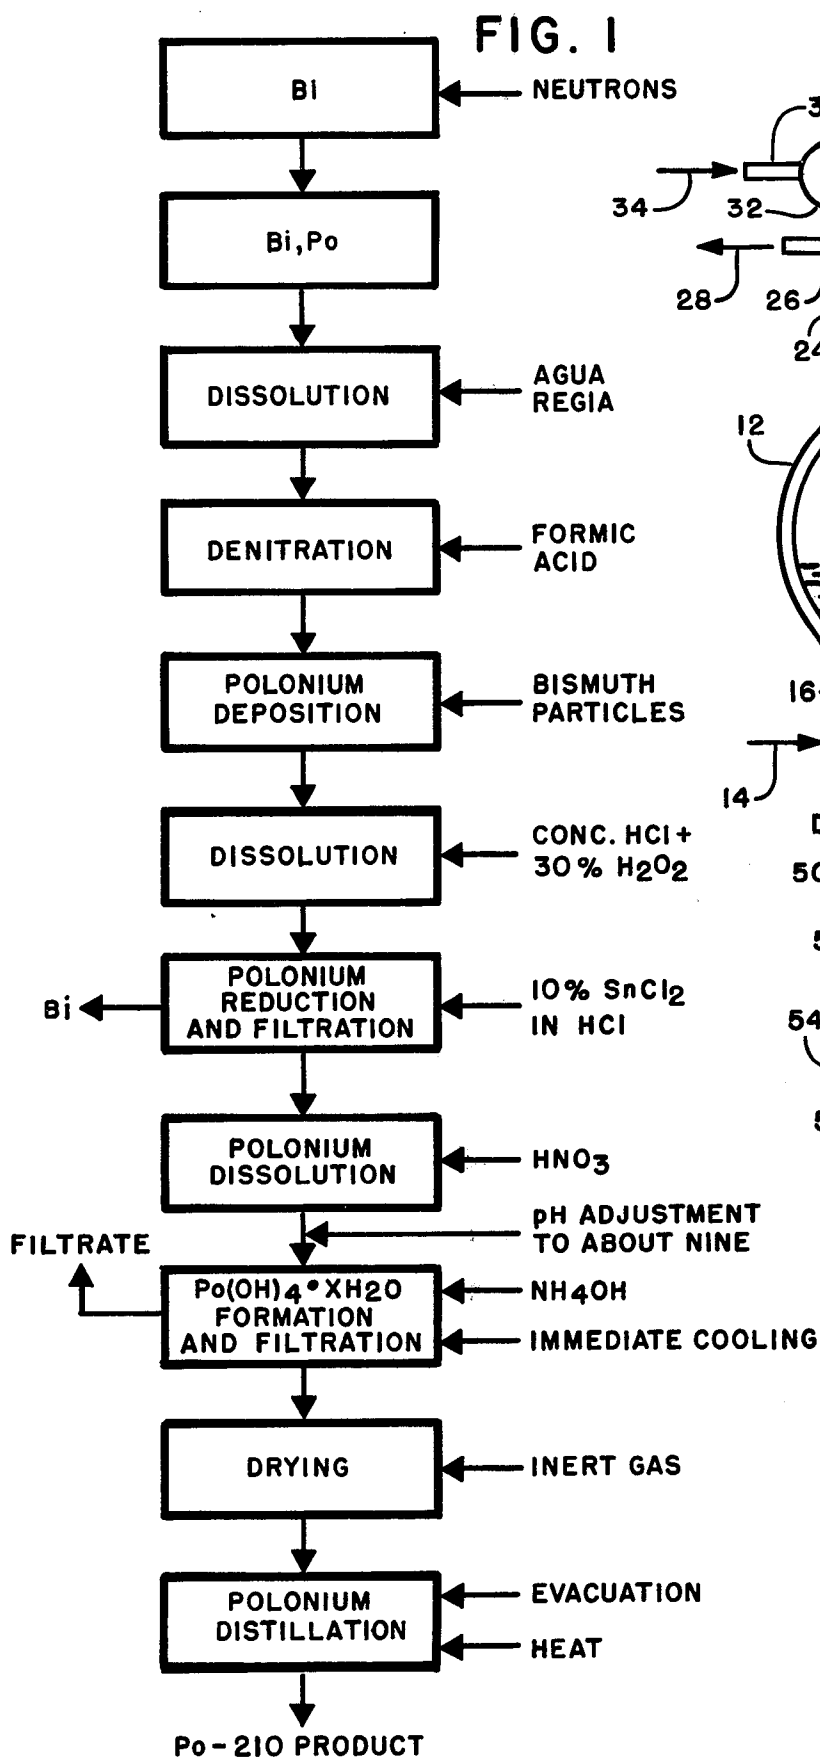 FIG. 1
Bi
NEUTRONS
Bi,Po
DISSOLUTION
AGUA
REGIA
DENITRATION
FORMIC
ACID
POLONIUM
DEPOSITION
BISMUTH
PARTICLES
DISSOLUTION
CONC. HCl +
30% H2O2
Bi
POLONIUM
REDUCTION
AND FILTRATION
10% SnCl2
IN HCl
POLONIUM
DISSOLUTION
HNO3
pH ADJUSTMENT
TO ABOUT NINE
FILTRATE
Po(OH)4•XH2O
FORMATION
AND FILTRATION
NH4OH
IMMEDIATE COOLING
DRYING
INERT GAS
POLONIUM
DISTILLATION
EVACUATION
HEAT
Po-210 PRODUCT
34
32
28
26
24
12
16
14
50
54